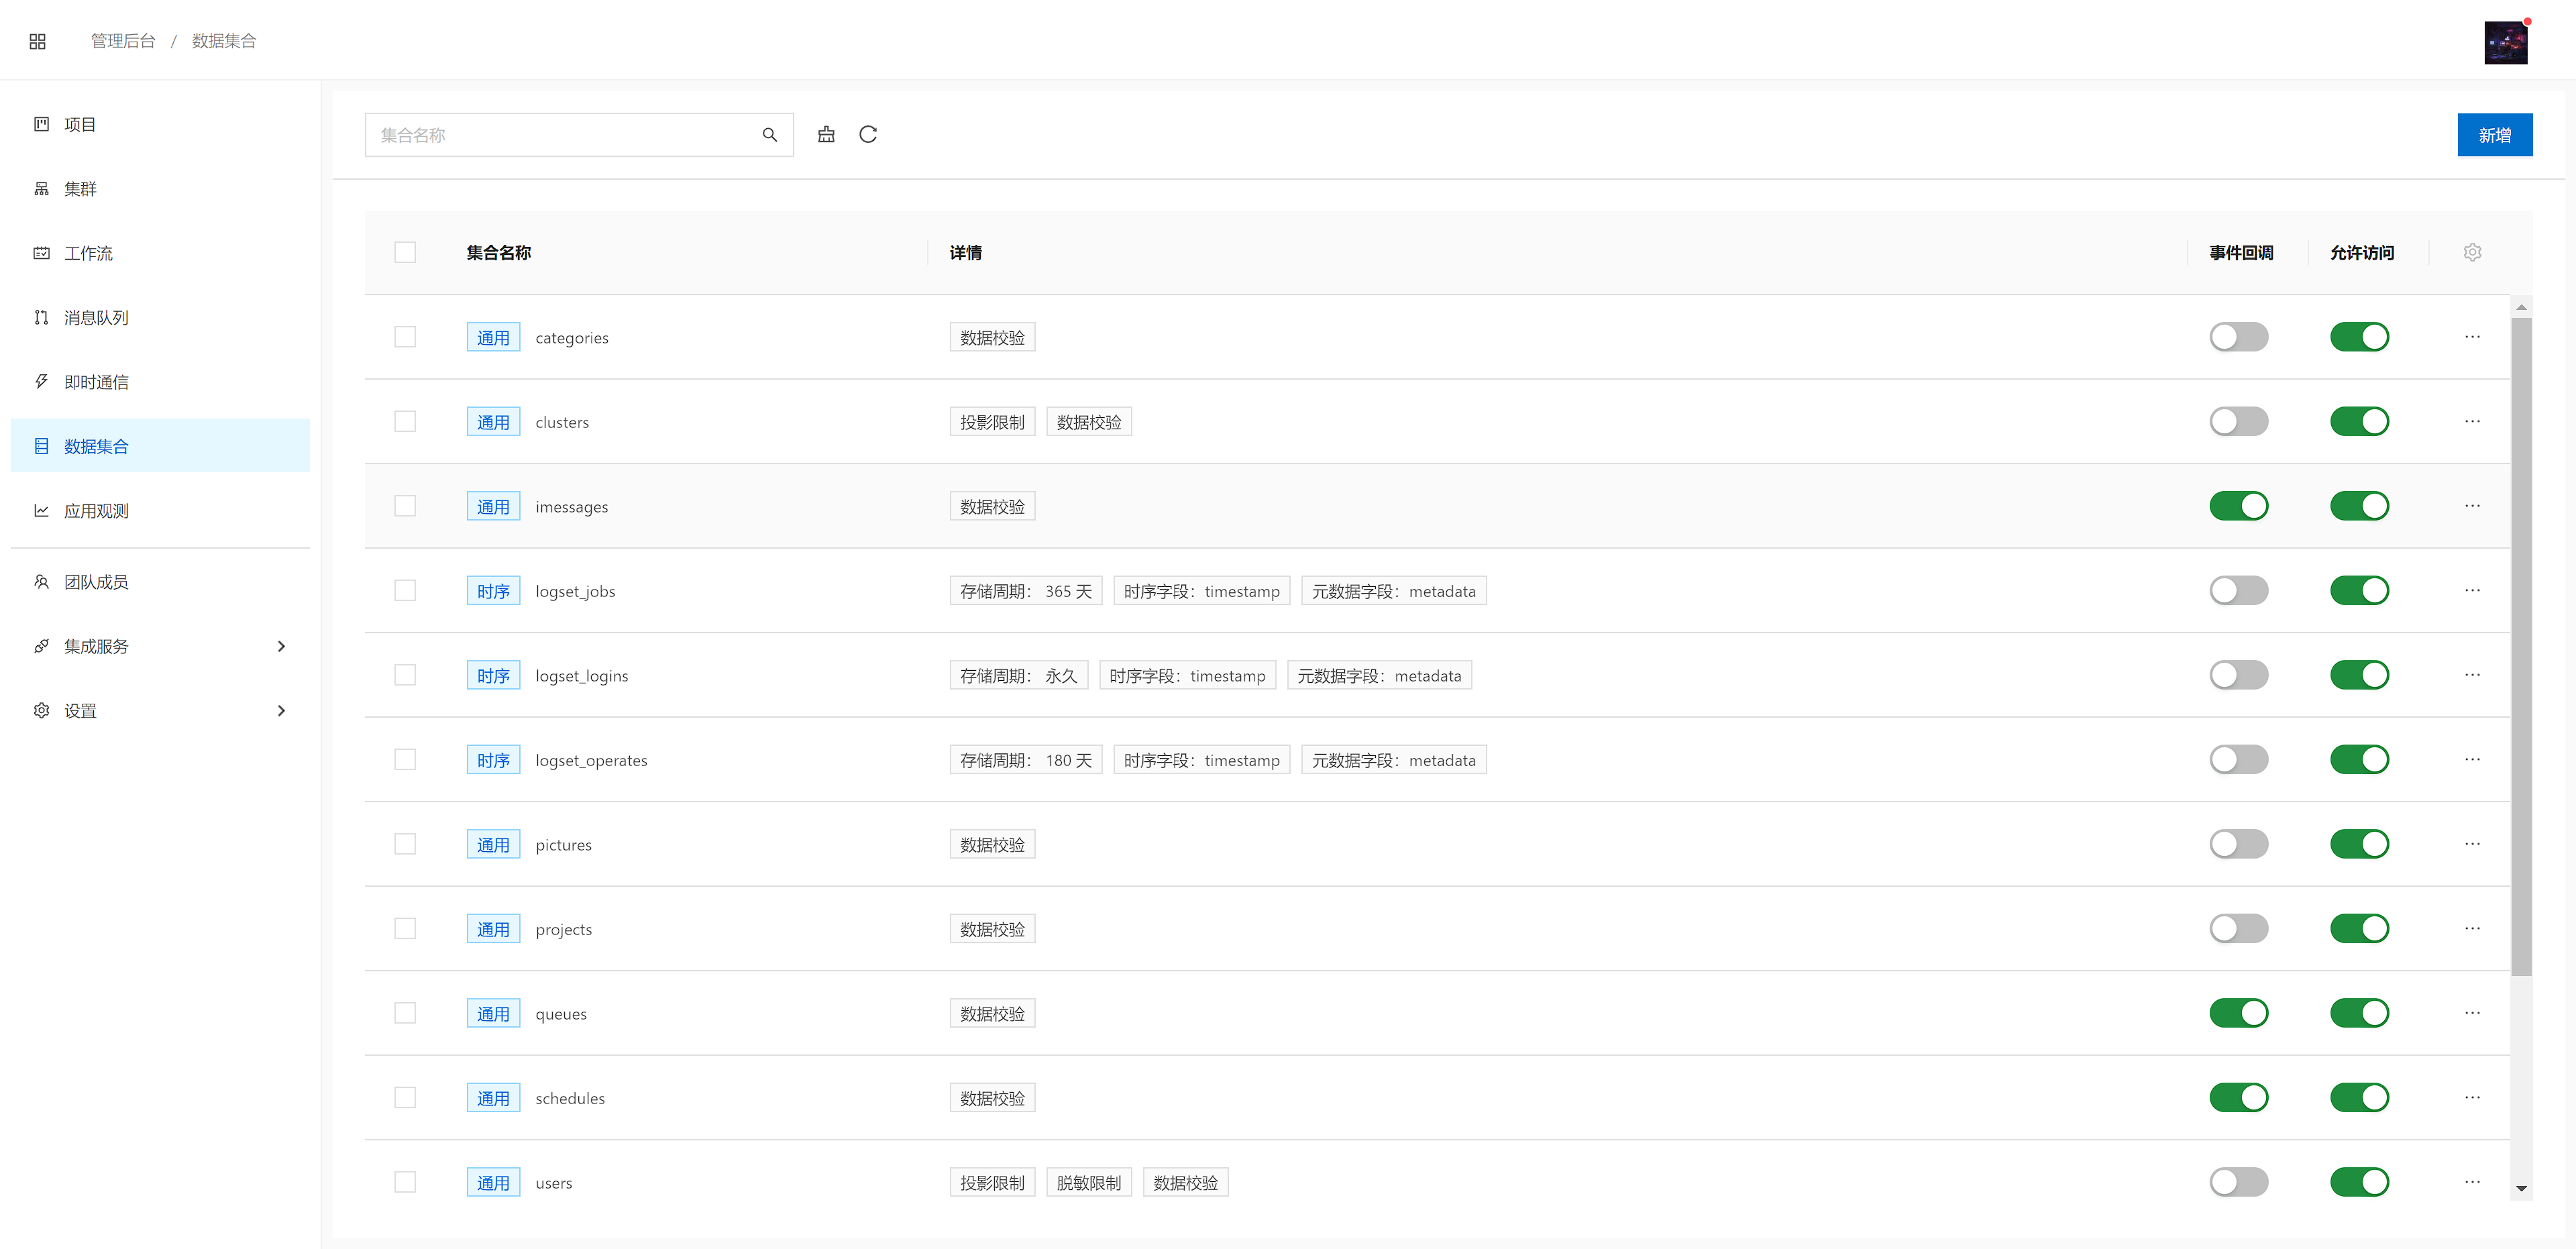 管理后台 / 数据集合
项目
集群
工作流
消息队列
即时通信
数据集合
应用观测
团队成员
集成服务
设置
集合名称
新增
集合名称 详情 事件回调 允许访问
通用 categories 数据校验
通用 clusters 投影限制 数据校验
通用 imessages 数据校验
时序 logset_jobs 存储周期： 365 天 时序字段：timestamp 元数据字段：metadata
时序 logset_logins 存储周期： 永久 时序字段：timestamp 元数据字段：metadata
时序 logset_operates 存储周期： 180 天 时序字段：timestamp 元数据字段：metadata
通用 pictures 数据校验
通用 projects 数据校验
通用 queues 数据校验
通用 schedules 数据校验
通用 users 投影限制 脱敏限制 数据校验